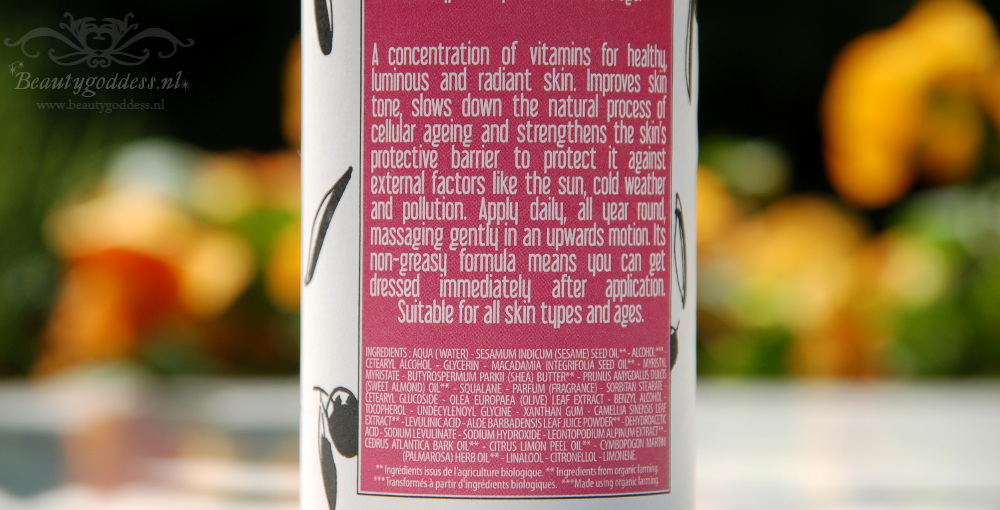 Beautygoddess.nl
www.beautygoddess.nl
A concentration of vitamins for healthy,
luminous and radiant skin. Improves skin
tone, slows down the natural process of
cellular ageing and strengthens the skin's
protective barrier to protect it against
external factors like the sun, cold weather
and pollution. Apply daily, all year round,
massaging gently in an upwards motion. Its
non-greasy formula means you can get
dressed immediately after application.
Suitable for all skin types and ages.
INGREDIENTS : AQUA (WATER) - SESAMUM INDICUM (SESAME) SEED OIL** - ALCOHOL***-
CETEARYL ALCOHOL - GLYCERIN - MACADAMIA INTEGRIFOLIA SEED OIL** - MYRISTYL
MYRISTATE - BUTYROSPERMUM PARKII (SHEA) BUTTER** - PRUNUS AMYGDALUS DULCIS
(SWEET ALMOND) OIL** - SQUALANE - PARFUM (FRAGRANCE) - SORBITAN STEARATE -
CETEARYL GLUCOSIDE - OLEA EUROPAEA (OLIVE) LEAF EXTRACT - BENZYL ALCOHOL -
TOCOPHEROL - UNDECYLENOYL GLYCINE - XANTHAN GUM - CAMELLIA SINENSIS LEAF
EXTRACT** - LEVULINIC ACID - ALOE BARBADENSIS LEAF JUICE POWDER** - DEHYDROACETIC
ACID - SODIUM LEVULINATE - SODIUM HYDROXIDE - LEONTOPODIUM ALPINUM EXTRACT** -
CEDRUS ATLANTICA BARK OIL** - CITRUS LIMON PEEL OIL** - CYMBOPOGON MARTINI
(PALMAROSA) HERB OIL** - LINALOOL - CITRONELLOL - LIMONENE.
** Ingrédients issus de l'agriculture biologique. ** Ingredients from organic farming.
***Transformés à partir d'ingrédients biologiques. ***Made using organic farming.